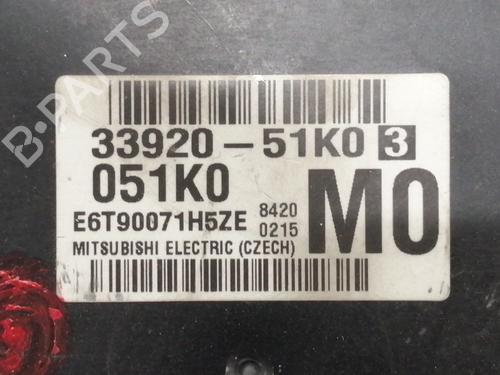 B-PARTS
33920-51K0 3
051K0
E6T90071H5ZE
8420
0215
M0
MITSUBISHI ELECTRIC (CZECH)